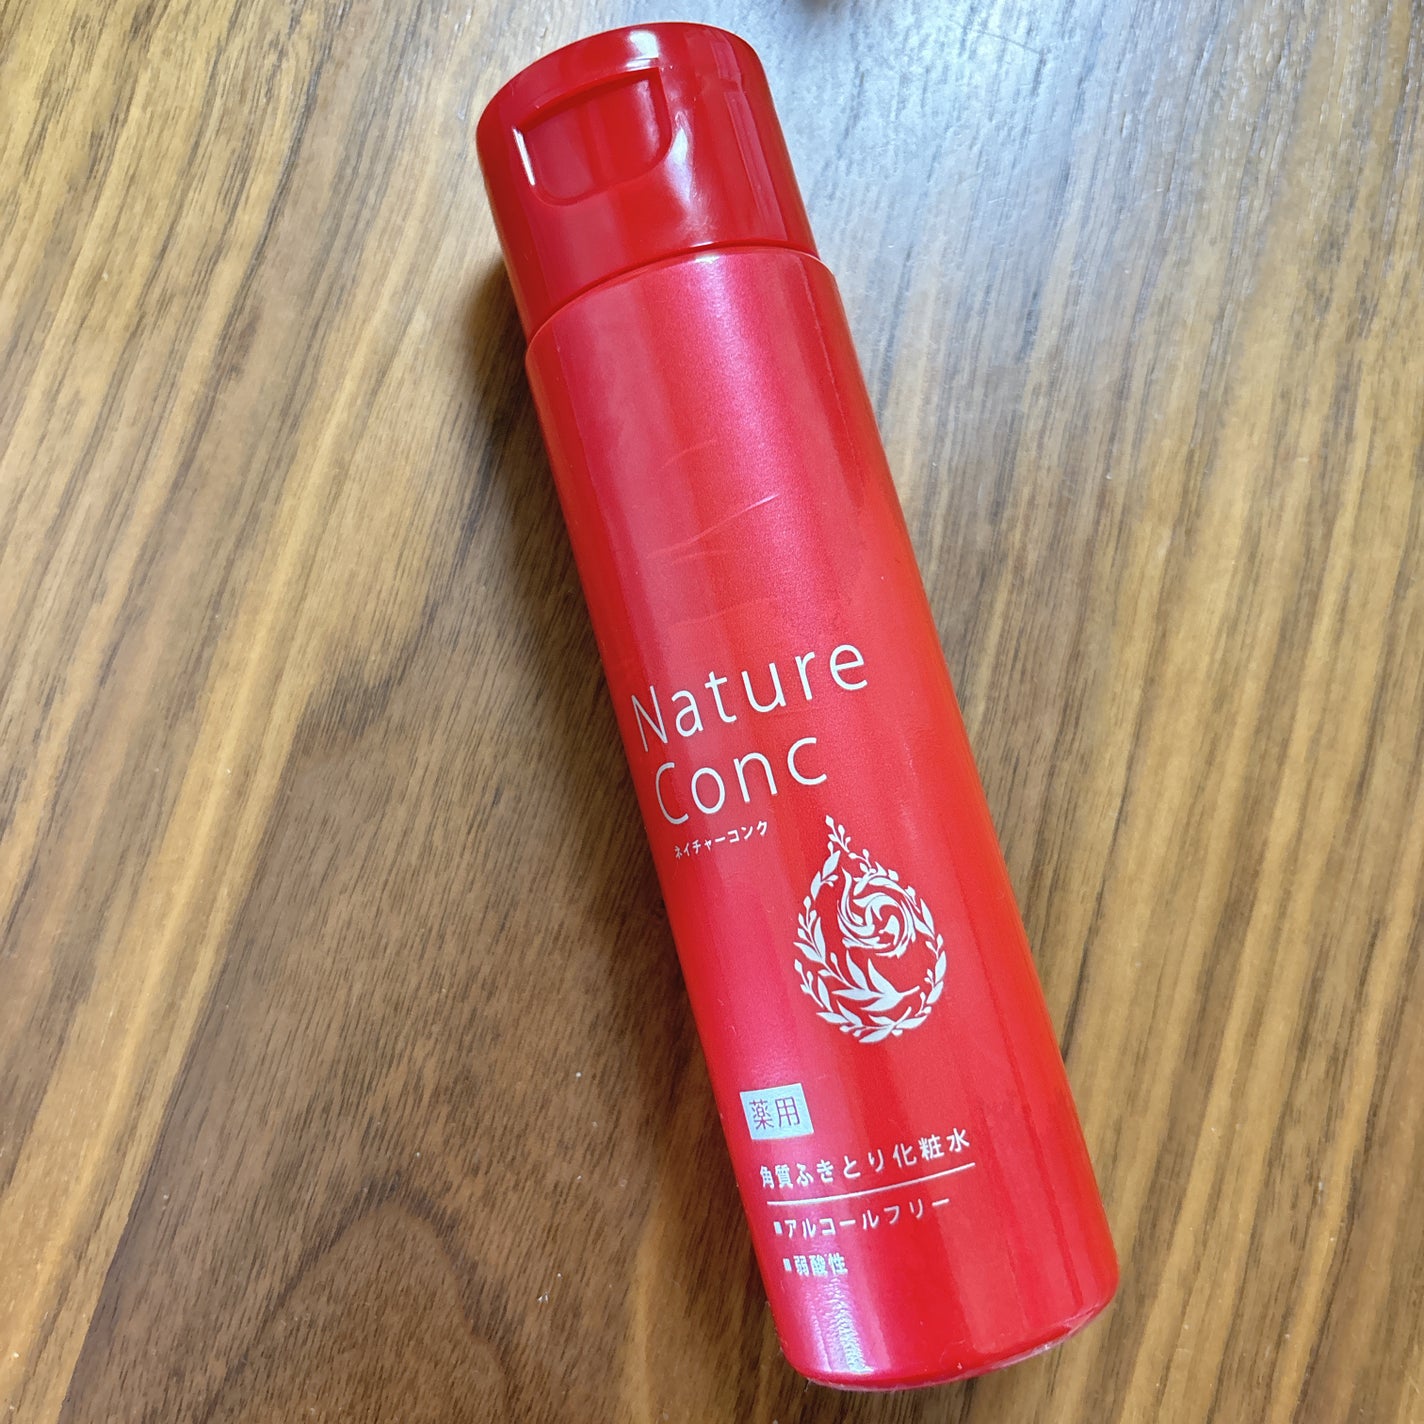 Nature
Conc
ネイチャーコンク
薬用
角質ふきとり化粧水
■アルコールフリー
■弱酸性